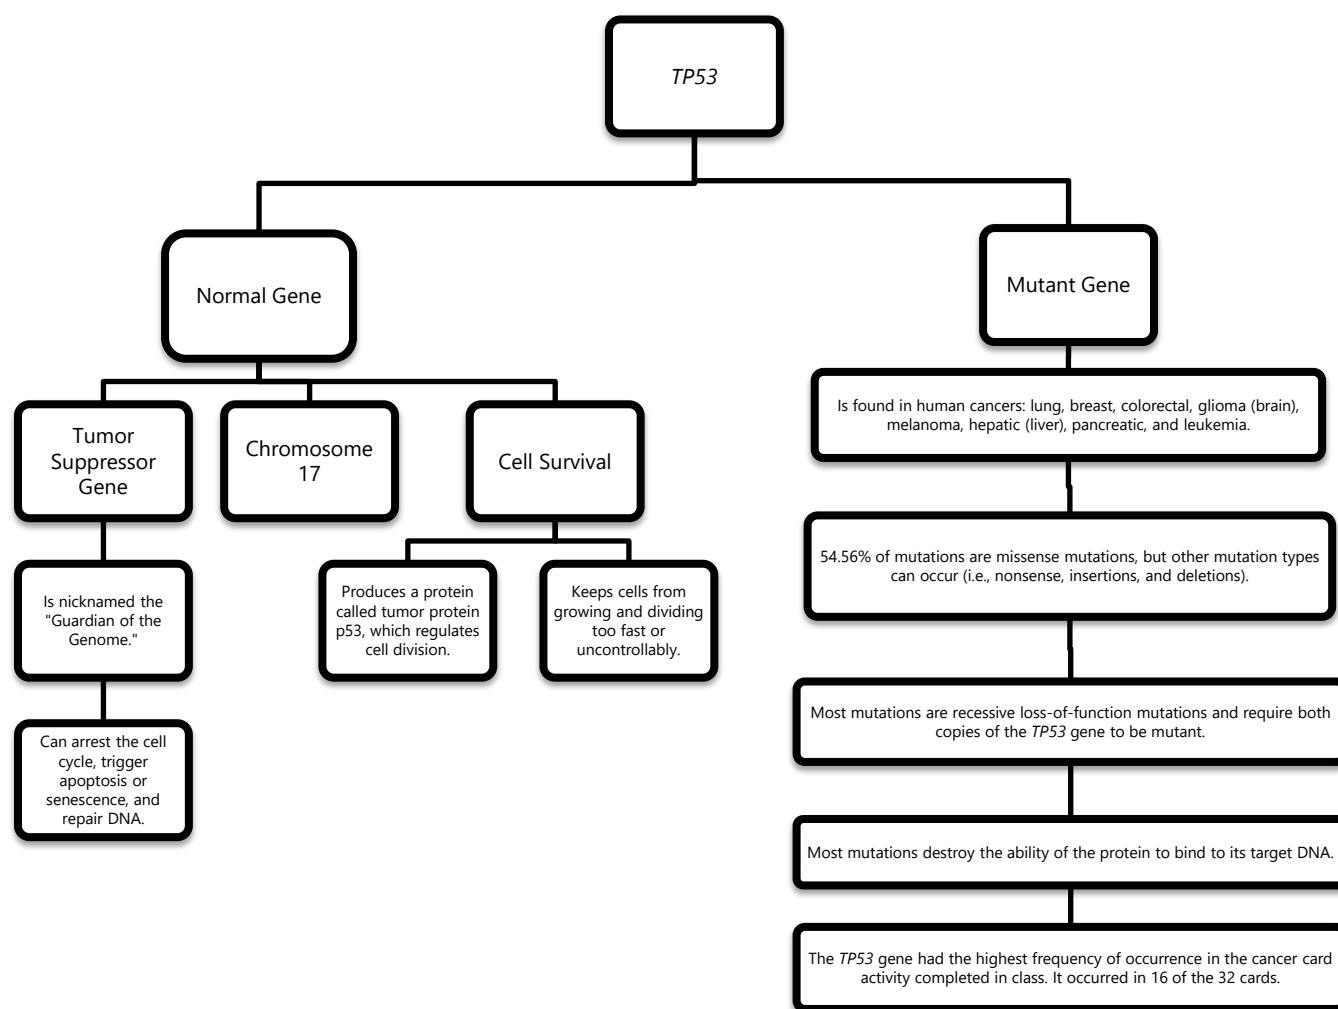 TP53
Normal Gene
Mutant Gene
Tumor
Suppressor
Gene
Chromosome
17
Cell Survival
Is nicknamed the
"Guardian of the
Genome."
Can arrest the cell
cycle, trigger
apoptosis or
senescence, and
repair DNA.
Produces a protein
called tumor protein
p53, which regulates
cell division.
Keeps cells from
growing and dividing
too fast or
uncontrollably.
Is found in human cancers: lung, breast, colorectal, glioma (brain),
melanoma, hepatic (liver), pancreatic, and leukemia.
54.56% of mutations are missense mutations, but other mutation types
can occur (i.e., nonsense, insertions, and deletions).
Most mutations are recessive loss-of-function mutations and require both
copies of the TP53 gene to be mutant.
Most mutations destroy the ability of the protein to bind to its target DNA.
The TP53 gene had the highest frequency of occurrence in the cancer card
activity completed in class. It occurred in 16 of the 32 cards.